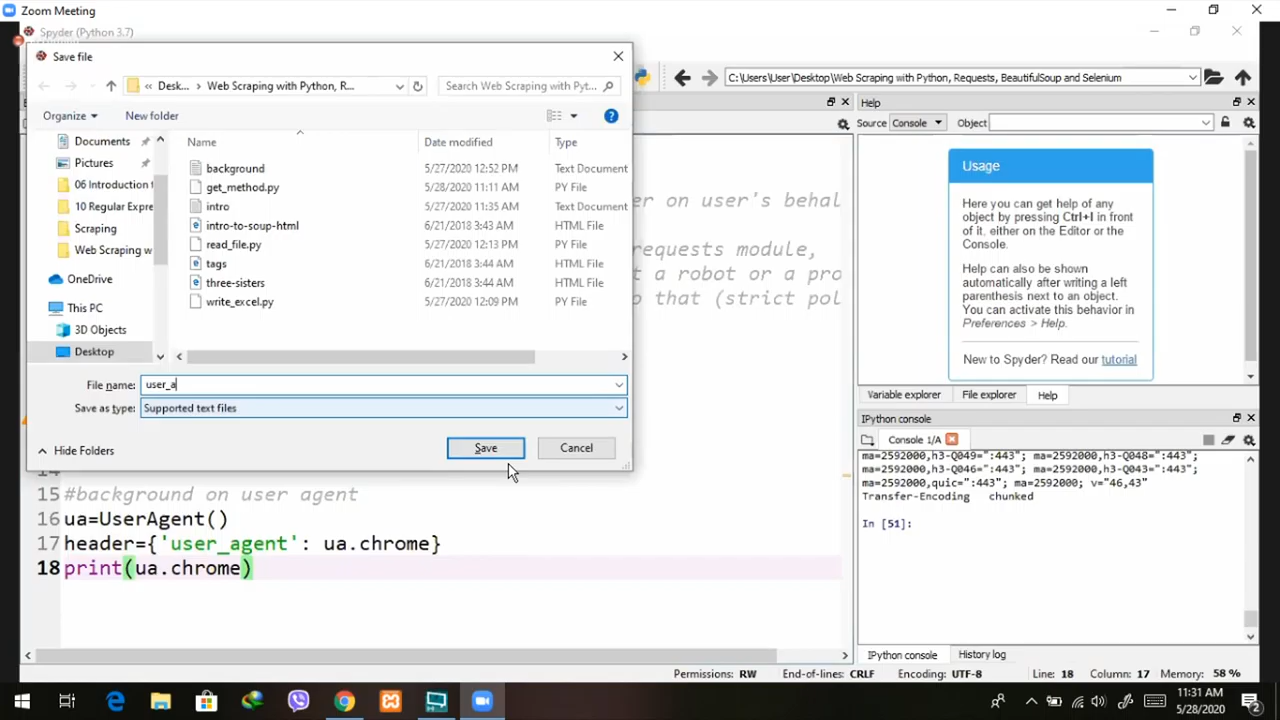 Zoom Meeting
Spyder (Python 3.7)
Save file
« Desk... > Web Scraping with Python, R...
Search Web Scraping with Pyt...
C:\Users\User\Desktop\Web Scraping with Python, Requests, BeautifulSoup and Selenium
Organize
New folder
Help
Source Console Object
Name Date modified Type
Documents
Pictures
06 Introduction t
10 Regular Expre
Scraping
Web Scraping w
OneDrive
This PC
3D Objects
Desktop
background 5/27/2020 12:52 PM Text Document
get_method.py 5/28/2020 11:11 AM PY File
intro 5/27/2020 11:35 AM Text Document
intro-to-soup-html 6/21/2018 3:43 AM HTML File
read_file.py 5/27/2020 12:13 PM PY File
tags 6/21/2018 3:44 AM HTML File
three-sisters 6/21/2018 3:44 AM HTML File
write_excel.py 5/27/2020 12:09 PM PY File
File name: user_a
Save as type: Supported text files
Hide Folders
Save
Cancel
er on user's behal
requests module,
t a robot or a pro
o that (strict pol
15 #background on user agent
16 ua=UserAgent()
17 header={'user_agent': ua.chrome}
18 print(ua.chrome)
Usage
Here you can get help of any
object by pressing Ctrl+I in front
of it, either on the Editor or the
Console.
Help can also be shown
automatically after writing a left
parenthesis next to an object.
You can activate this behavior in
Preferences > Help.
New to Spyder? Read our tutorial
Variable explorer File explorer Help
IPython console
Console 1/A
ma=2592000,h3-Q049=":443"; ma=2592000,h3-Q048=":443";
ma=2592000,h3-Q046=":443"; ma=2592000,h3-Q043=":443";
ma=2592000,quic=":443"; ma=2592000; v="46,43"
Transfer-Encoding chunked
In [51]:
IPython console History log
Permissions: RW End-of-lines: CRLF Encoding: UTF-8 Line: 18 Column: 17 Memory: 58 %
11:31 AM
5/28/2020
2